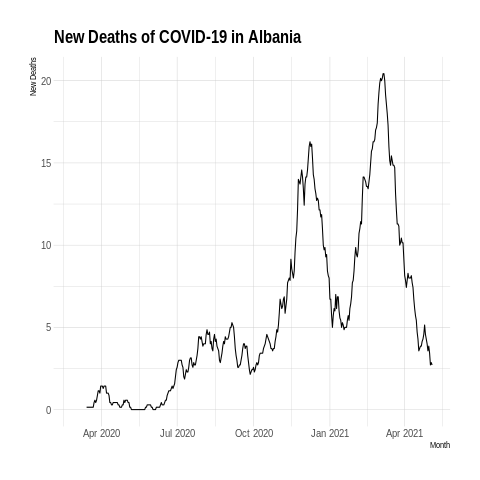 New Deaths of COVID-19 in Albania
New Deaths
20
15
10
5
0
Apr 2020 Jul 2020 Oct 2020 Jan 2021 Apr 2021
Month